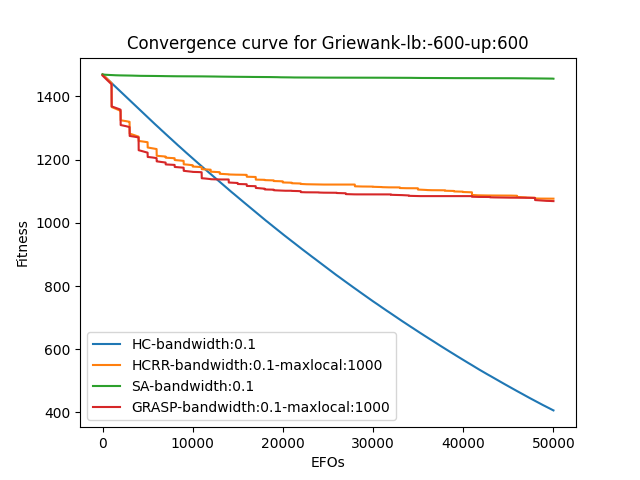 Convergence curve for Griewank-lb:-600-up:600
Fitness
1400
1200
1000
800
600
400
HC-bandwidth:0.1
HCRR-bandwidth:0.1-maxlocal:1000
SA-bandwidth:0.1
GRASP-bandwidth:0.1-maxlocal:1000
0 10000 20000 30000 40000 50000
EFOs